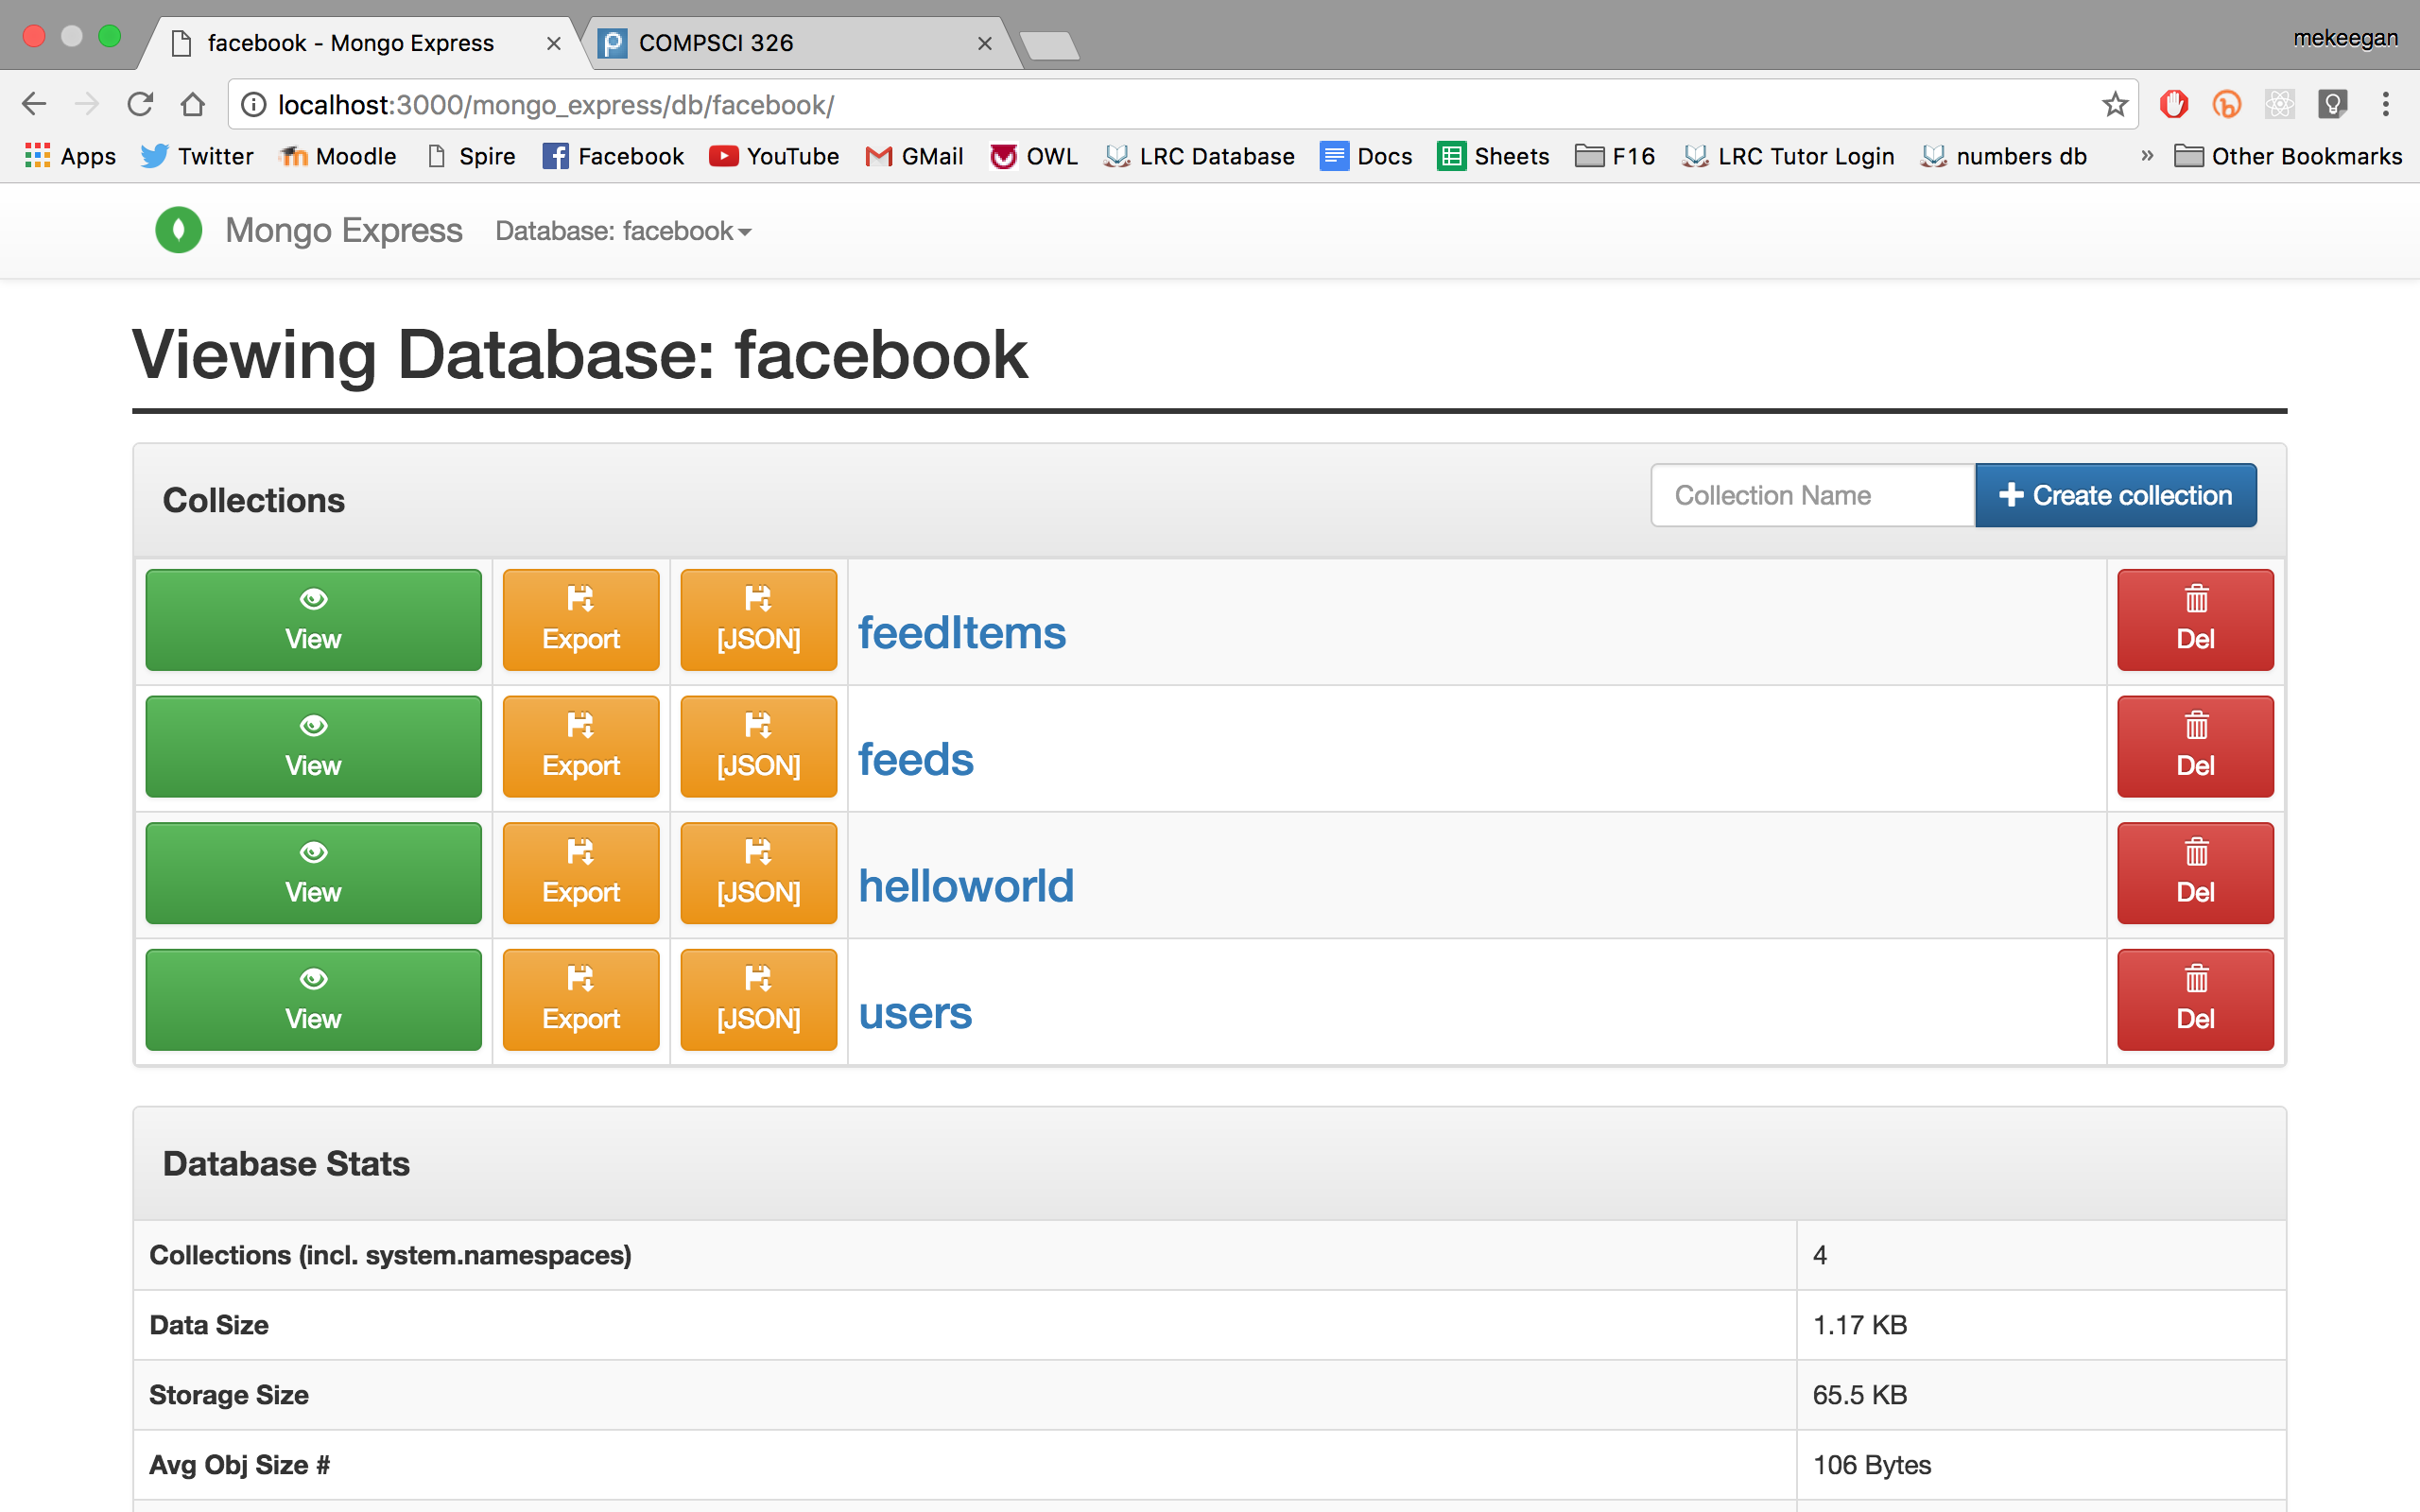 facebook - Mongo Express
COMPSCI 326
mekeegan
localhost:3000/mongo_express/db/facebook/
Apps Twitter Moodle Spire Facebook YouTube GMail OWL LRC Database Docs Sheets F16 LRC Tutor Login numbers db » Other Bookmarks
Mongo Express Database: facebook
Viewing Database: facebook
Collections
Collection Name
Create collection
View Export [JSON] feedItems Del
View Export [JSON] feeds Del
View Export [JSON] helloworld Del
View Export [JSON] users Del
Database Stats
Collections (incl. system.namespaces) 4
Data Size 1.17 KB
Storage Size 65.5 KB
Avg Obj Size # 106 Bytes